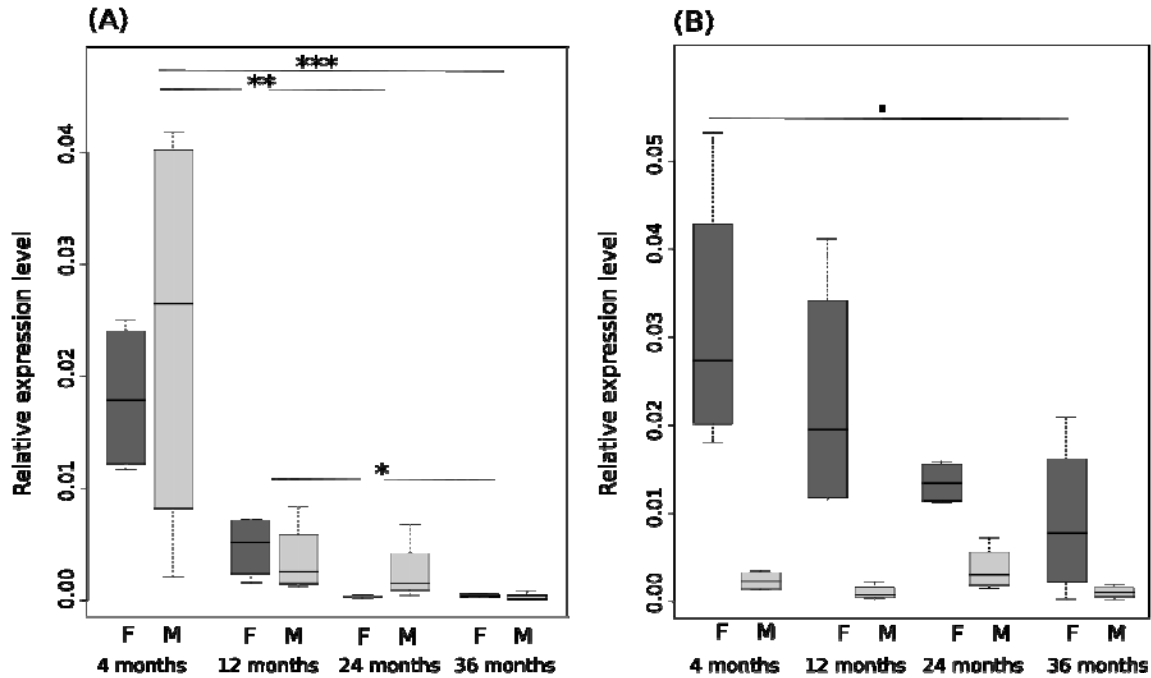 (A)
Relative expression level
0.04
0.03
0.02
0.01
0.00
***
**
*
F M F M F M F M
4 months 12 months 24 months 36 months
(B)
Relative expression level
0.05
0.04
0.03
0.02
0.01
0.00
.
F M F M F M F M
4 months 12 months 24 months 36 months